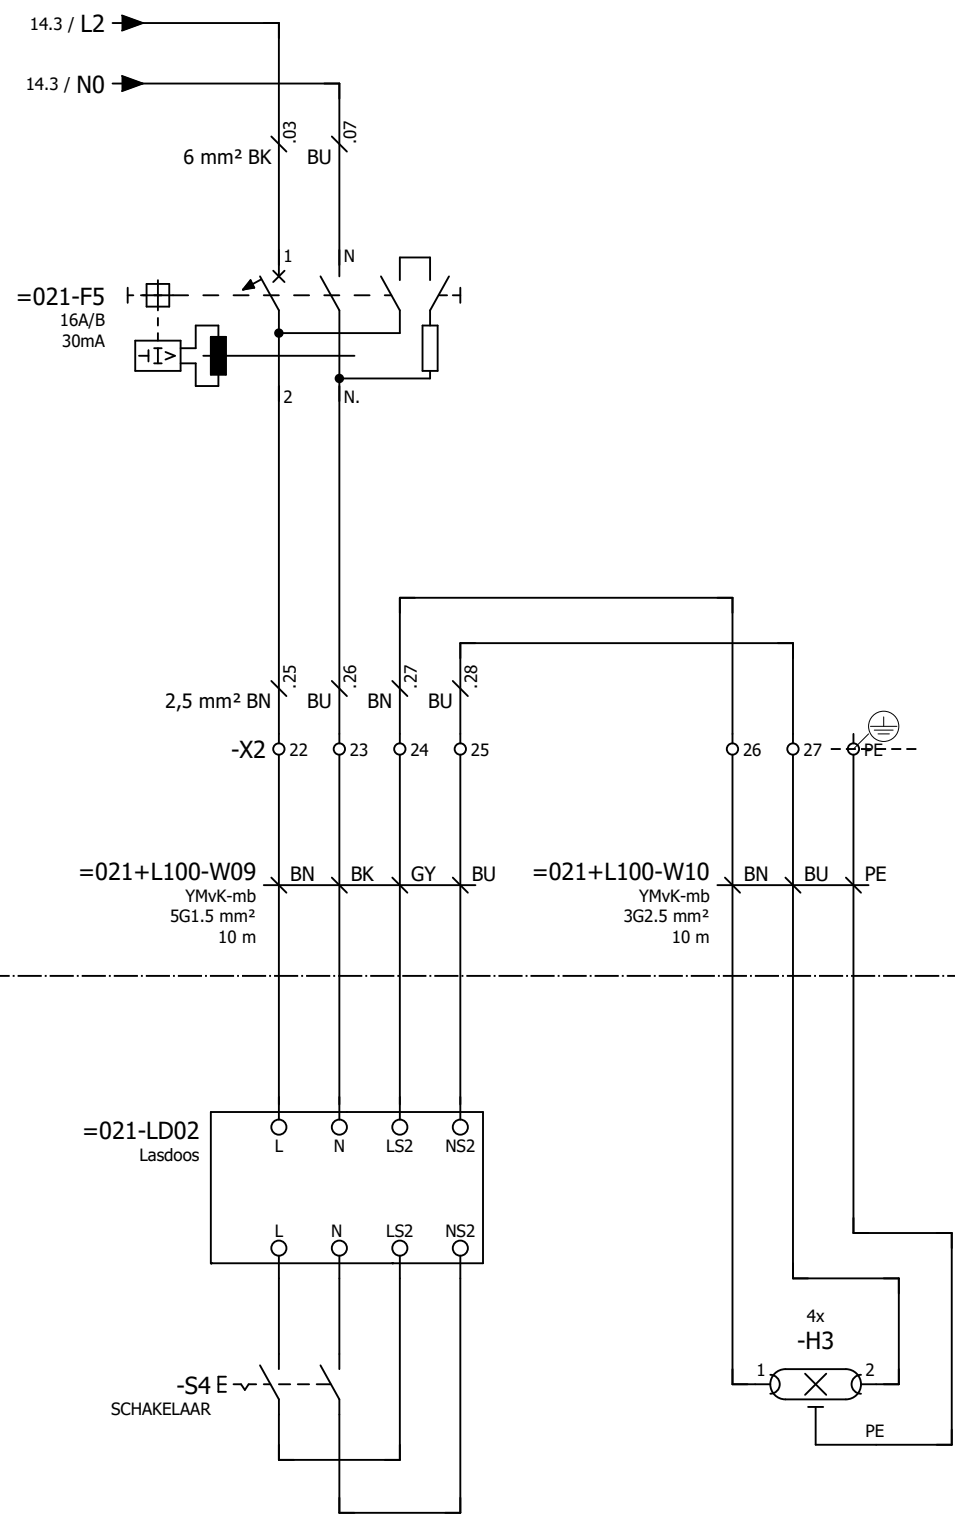 14.3 / L2
14.3 / N0
.03 .07
6 mm² BK BU
1 N
=021-F5
16A/B
30mA
I>
2 N.
.25 .26 .27 .28
2,5 mm² BN BU BN BU
-X2 22 23 24 25 26 27 PE
=021+L100-W09 BN BK GY BU
YMvK-mb
5G1.5 mm²
10 m
=021+L100-W10 BN BU PE
YMvK-mb
3G2.5 mm²
10 m
=021-LD02
Lasdoos
L N LS2 NS2
L N LS2 NS2
4x
-H3
1 2
PE
-S4 E
SCHAKELAAR